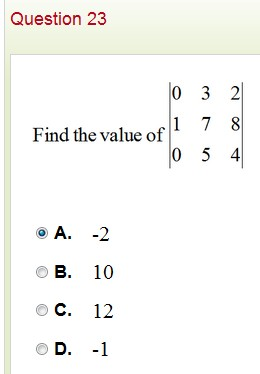 Question 23
|0 3 2|
Find the value of |1 7 8|
|0 5 4|
A. -2
B. 10
C. 12
D. -1